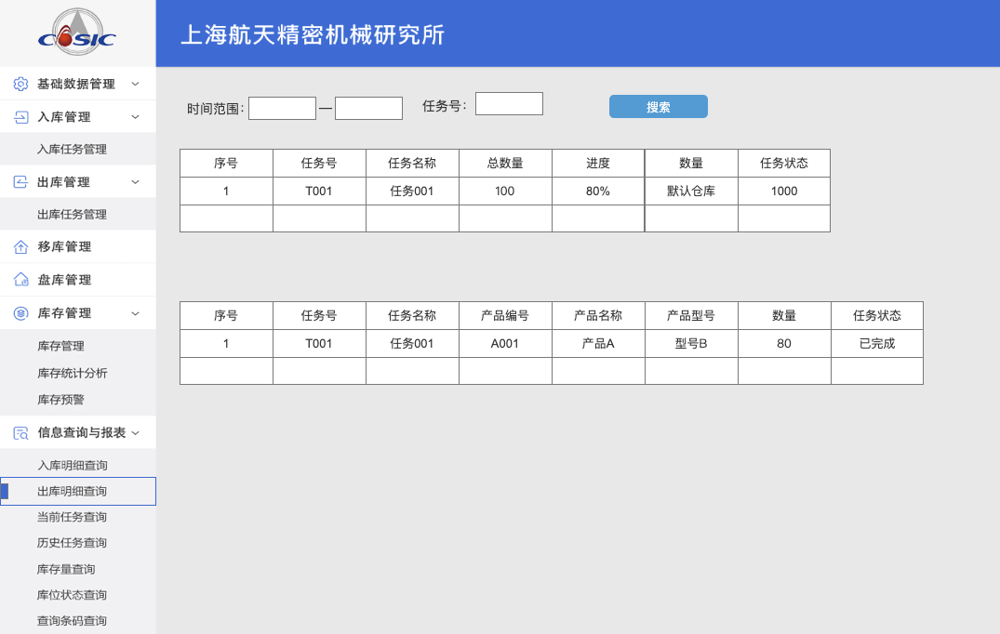 CASIC
上海航天精密机械研究所
基础数据管理
入库管理
入库任务管理
出库管理
出库任务管理
移库管理
盘库管理
库存管理
库存管理
库存统计分析
库存预警
信息查询与报表
入库明细查询
出库明细查询
当前任务查询
历史任务查询
库存量查询
库位状态查询
查询条码查询
时间范围: — 任务号: 搜索
序号 任务号 任务名称 总数量 进度 数量 任务状态
1 T001 任务001 100 80% 默认仓库 1000
序号 任务号 任务名称 产品编号 产品名称 产品型号 数量 任务状态
1 T001 任务001 A001 产品A 型号B 80 已完成